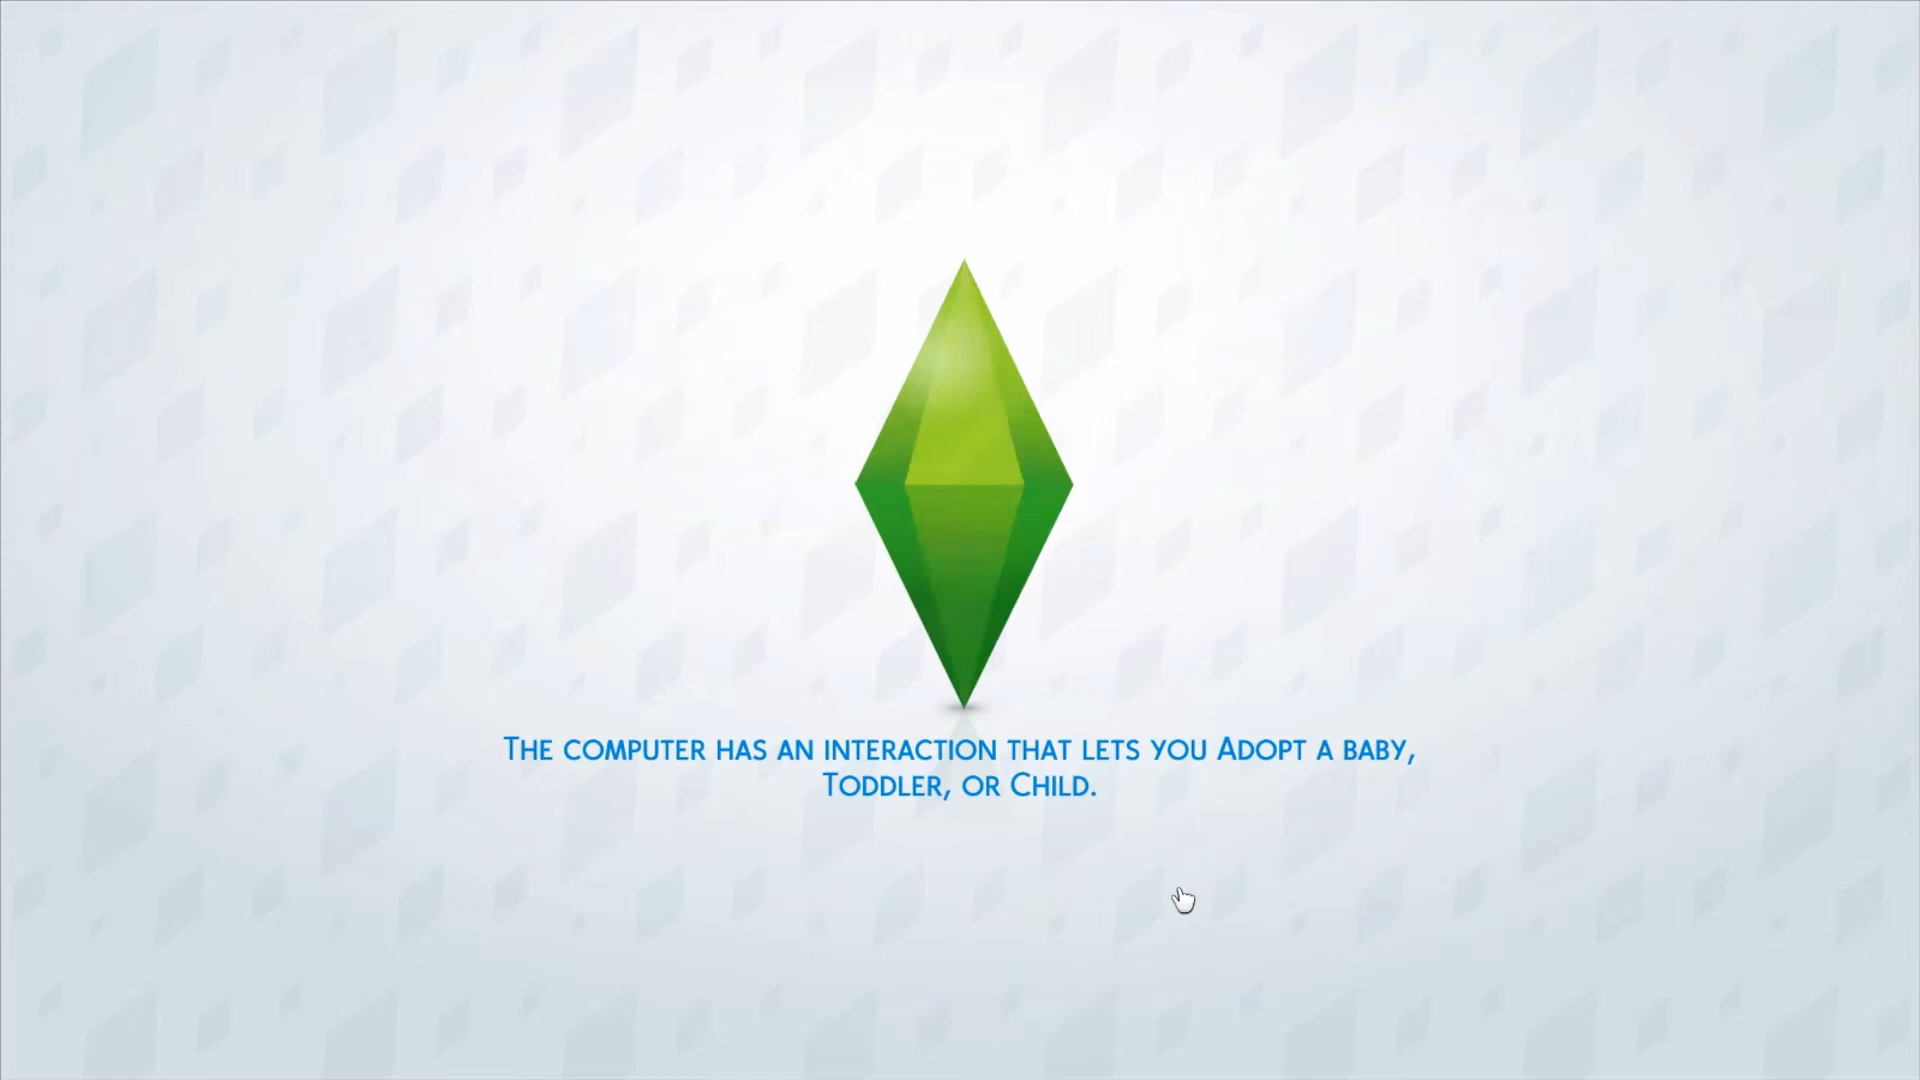 The computer has an interaction that lets you Adopt a baby,
Toddler, or Child.